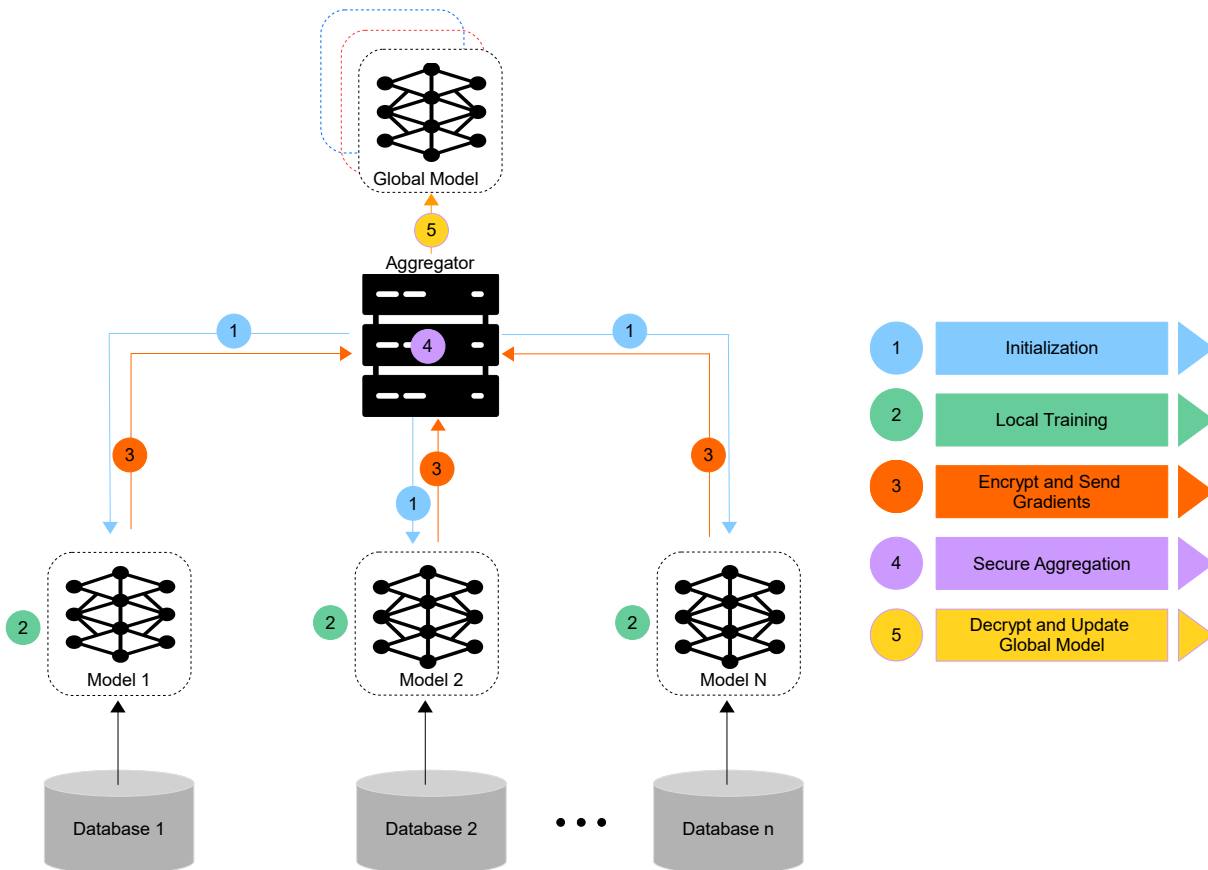 Global Model
5
Aggregator
1
1
4
3
3
3
1
2
2
2
Model 1
Model 2
Model N
Database 1
Database 2
Database n
1
Initialization
2
Local Training
3
Encrypt and Send
Gradients
4
Secure Aggregation
5
Decrypt and Update
Global Model